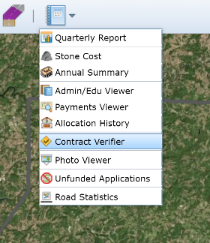 Quarterly Report
Stone Cost
Annual Summary
Admin/Edu Viewer
Payments Viewer
Allocation History
Contract Verifier
Photo Viewer
Unfunded Applications
Road Statistics